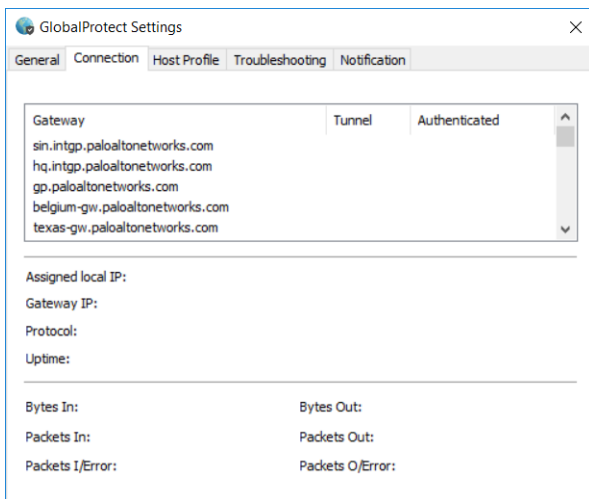 GlobalProtect Settings
General Connection Host Profile Troubleshooting Notification
Gateway Tunnel Authenticated
sin.intgp.paloaltonetworks.com
hq.intgp.paloaltonetworks.com
gp.paloaltonetworks.com
belgium-gw.paloaltonetworks.com
texas-gw.paloaltonetworks.com
Assigned local IP:
Gateway IP:
Protocol:
Uptime:
Bytes In: Bytes Out:
Packets In: Packets Out:
Packets I/Error: Packets O/Error: